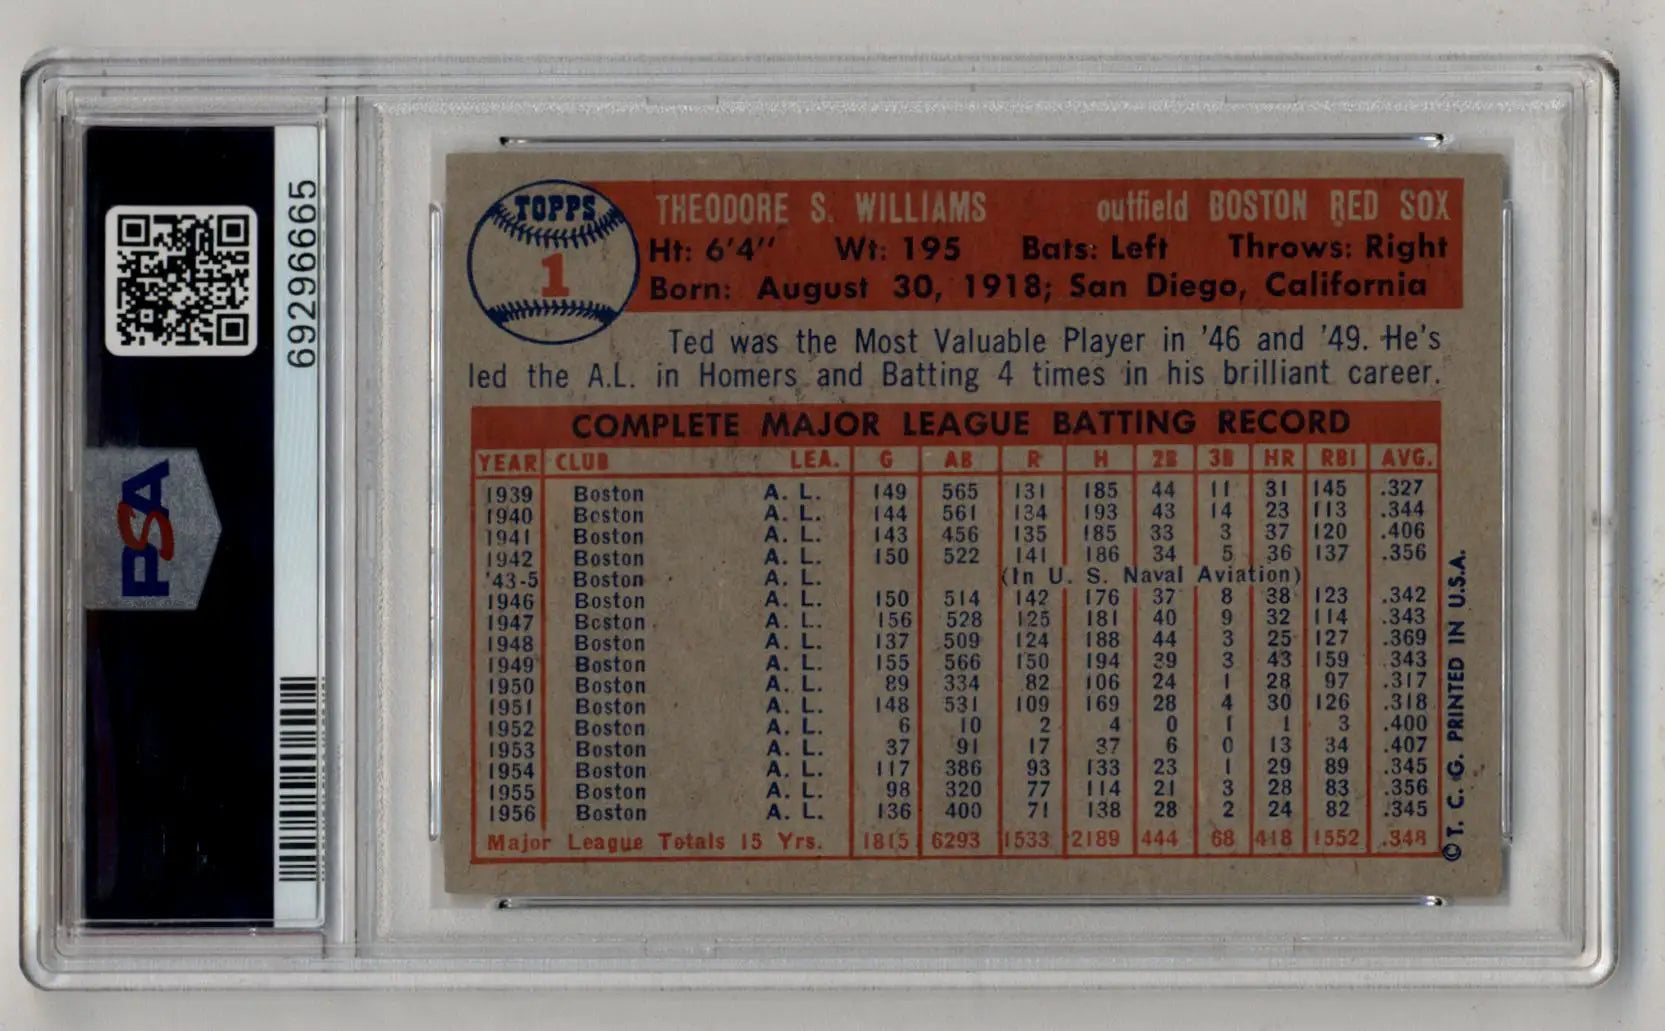 PSA
69296665
TOPPS
1
THEODORE S. WILLIAMS outfield BOSTON RED SOX
Ht: 6'4" Wt: 195 Bats: Left Throws: Right
Born: August 30, 1918; San Diego, California
Ted was the Most Valuable Player in '46 and '49. He's
led the A.L. in Homers and Batting 4 times in his brilliant career.
COMPLETE MAJOR LEAGUE BATTING RECORD
YEAR CLUB LEA. G AB R H 2B 3B HR RBI AVG.
1939 Boston A. L. 149 565 131 185 44 11 31 145 .327
1940 Boston A. L. 144 561 134 193 43 14 23 113 .344
1941 Boston A. L. 143 456 135 185 33 3 37 120 .406
1942 Boston A. L. 150 522 141 186 34 5 36 137 .356
'43-5 Boston A. L. (In U. S. Naval Aviation)
1946 Boston A. L. 150 514 142 176 37 8 38 123 .342
1947 Boston A. L. 156 528 125 181 40 9 32 114 .343
1948 Boston A. L. 137 509 124 188 44 3 25 127 .369
1949 Boston A. L. 155 566 150 194 39 3 43 159 .343
1950 Boston A. L. 89 334 82 106 24 1 28 97 .317
1951 Boston A. L. 148 531 109 169 28 4 30 126 .318
1952 Boston A. L. 6 10 2 4 0 1 1 3 .400
1953 Boston A. L. 37 91 17 37 6 0 13 34 .407
1954 Boston A. L. 117 386 93 133 23 1 29 89 .345
1955 Boston A. L. 98 320 77 114 21 3 28 83 .356
1956 Boston A. L. 136 400 71 138 28 2 24 82 .345
Major League Totals 15 Yrs. 1815 6293 1533 2189 444 68 418 1552 .348
© T. C. G. PRINTED IN U.S.A.